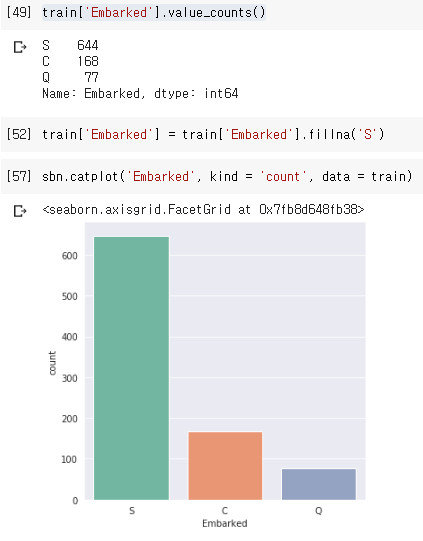 [49] train['Embarked'].value_counts()
S 644
C 168
Q 77
Name: Embarked, dtype: int64
[52] train['Embarked'] = train['Embarked'].fillna('S')
[57] sbn.catplot('Embarked', kind = 'count', data = train)
<seaborn.axisgrid.FacetGrid at 0x7fb8d648fb38>
600
500
400
300
200
100
0
count
S C Q
Embarked